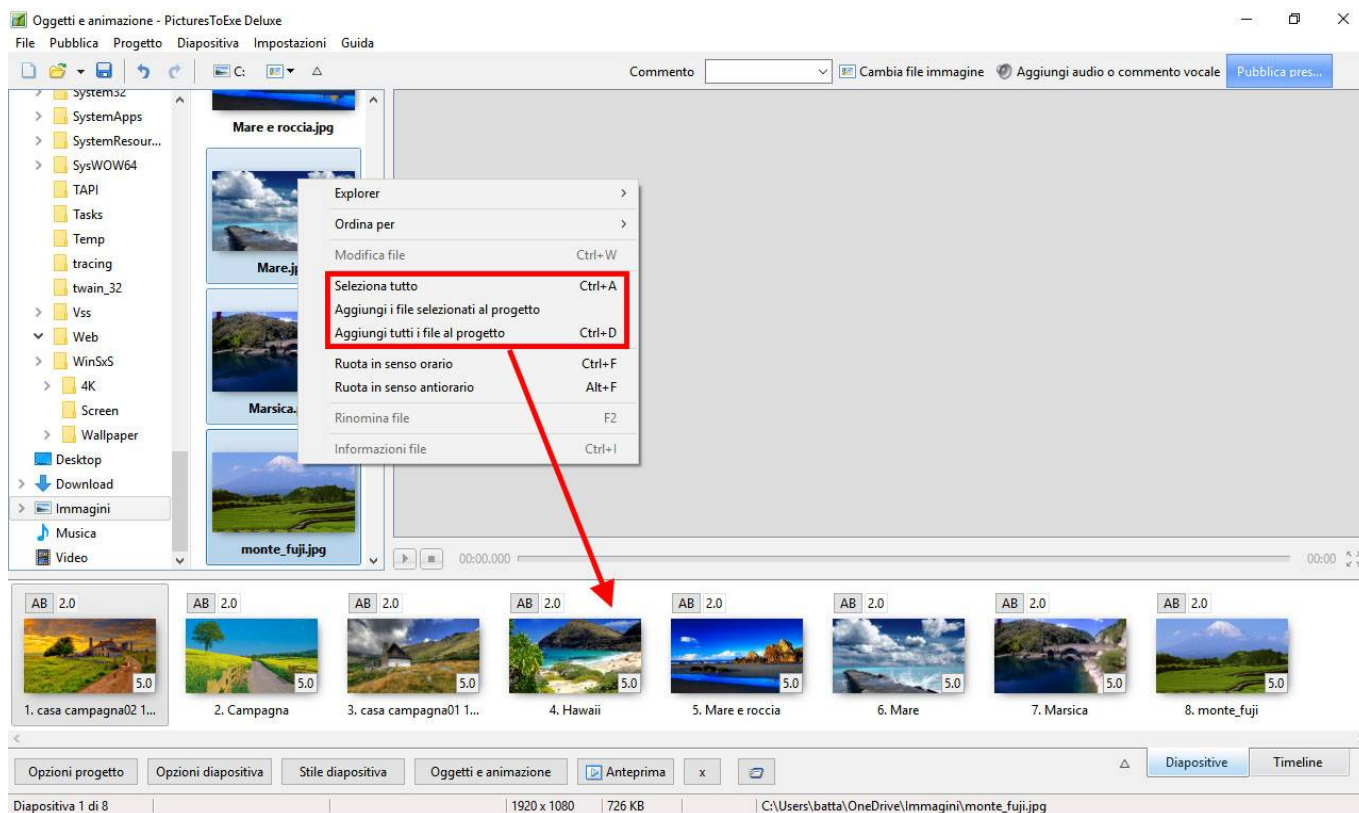 Oggetti e animazione - PicturesToExe Deluxe
File Pubblica Progetto Diapositiva Impostazioni Guida
C: Commento Cambia file immagine Aggiungi audio o commento vocale Pubblica pres...
System32
SystemApps
SystemResour...
SysWOW64
TAPI
Tasks
Temp
tracing
twain_32
Vss
Web
WinSxS
4K
Screen
Wallpaper
Desktop
Download
Immagini
Musica
Video
Mare e roccia.jpg
Mare.j
Marsica.
monte_fuji.jpg
Explorer
Ordina per
Modifica file Ctrl+W
Seleziona tutto Ctrl+A
Aggiungi i file selezionati al progetto
Aggiungi tutti i file al progetto Ctrl+D
Ruota in senso orario Ctrl+F
Ruota in senso antiorario Alt+F
Rinomina file F2
Informazioni file Ctrl+I
00:00.000 00:00
AB 2.0 AB 2.0 AB 2.0 AB 2.0 AB 2.0 AB 2.0 AB 2.0 AB 2.0
5.0 5.0 5.0 5.0 5.0 5.0 5.0 5.0
1. casa campagna02 1... 2. Campagna 3. casa campagna01 1... 4. Hawaii 5. Mare e roccia 6. Mare 7. Marsica 8. monte_fuji
Opzioni progetto Opzioni diapositiva Stile diapositiva Oggetti e animazione Anteprima x Diapositive Timeline
Diapositiva 1 di 8 1920 x 1080 726 KB C:\Users\batta\OneDrive\Immagini\monte_fuji.jpg